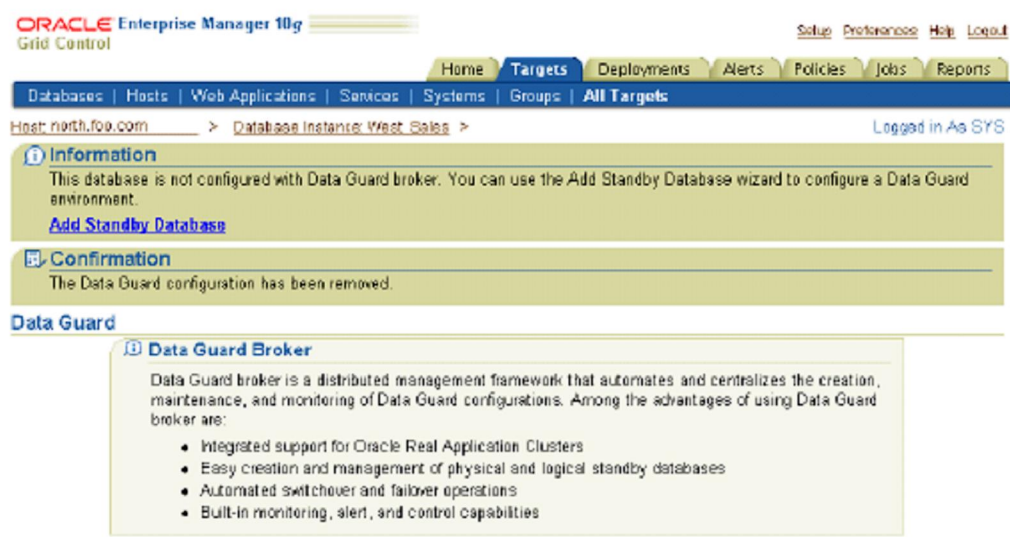 ORACLE Enterprise Manager 10g
Grid Control
Setup Preferences Help Logout
Home Targets Deployments Alerts Policies Jobs Reports
Databases | Hosts | Web Applications | Services | Systems | Groups | All Targets
Host: north.foo.com > Database Instance: West_Sales >
Logged in As SYS
Information
This database is not configured with Data Guard broker. You can use the Add Standby Database wizard to configure a Data Guard
environment.
Add Standby Database
Confirmation
The Data Guard configuration has been removed.
Data Guard
Data Guard Broker
Data Guard broker is a distributed management framework that automates and centralizes the creation,
maintenance, and monitoring of Data Guard configurations. Among the advantages of using Data Guard
broker are:
• Integrated support for Oracle Real Application Clusters
• Easy creation and management of physical and logical standby databases
• Automated switchover and failover operations
• Built-in monitoring, alert, and control capabilities